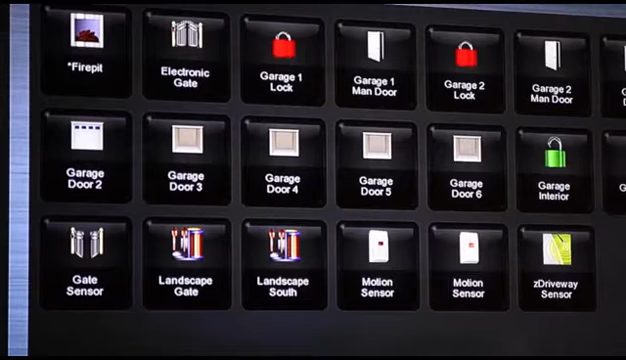 *Firepit
Electronic
Gate
Garage 1
Lock
Garage 1
Man Door
Garage 2
Lock
Garage 2
Man Door
Garage
Door 2
Garage
Door 3
Garage
Door 4
Garage
Door 5
Garage
Door 6
Garage
Interior
Gate
Sensor
Landscape
Gate
Landscape
South
Motion
Sensor
Motion
Sensor
zDriveway
Sensor